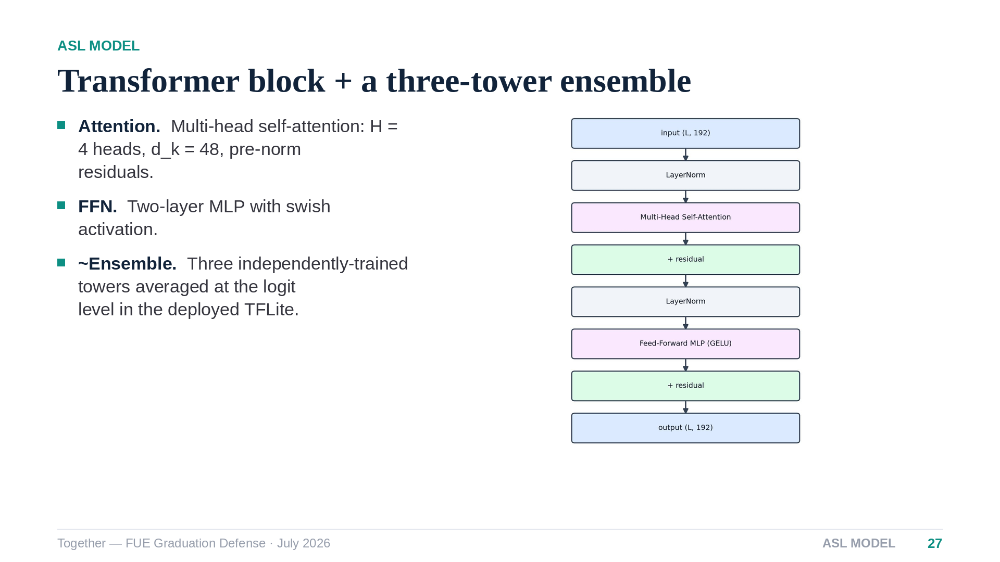 ASL MODEL
Transformer block + a three-tower ensemble
Attention. Multi-head self-attention: H =
4 heads, d_k = 48, pre-norm
residuals.
FFN. Two-layer MLP with swish
activation.
~Ensemble. Three independently-trained
towers averaged at the logit
level in the deployed TFLite.
input (L, 192)
LayerNorm
Multi-Head Self-Attention
+ residual
LayerNorm
Feed-Forward MLP (GELU)
+ residual
output (L, 192)
Together — FUE Graduation Defense · July 2026
ASL MODEL 27